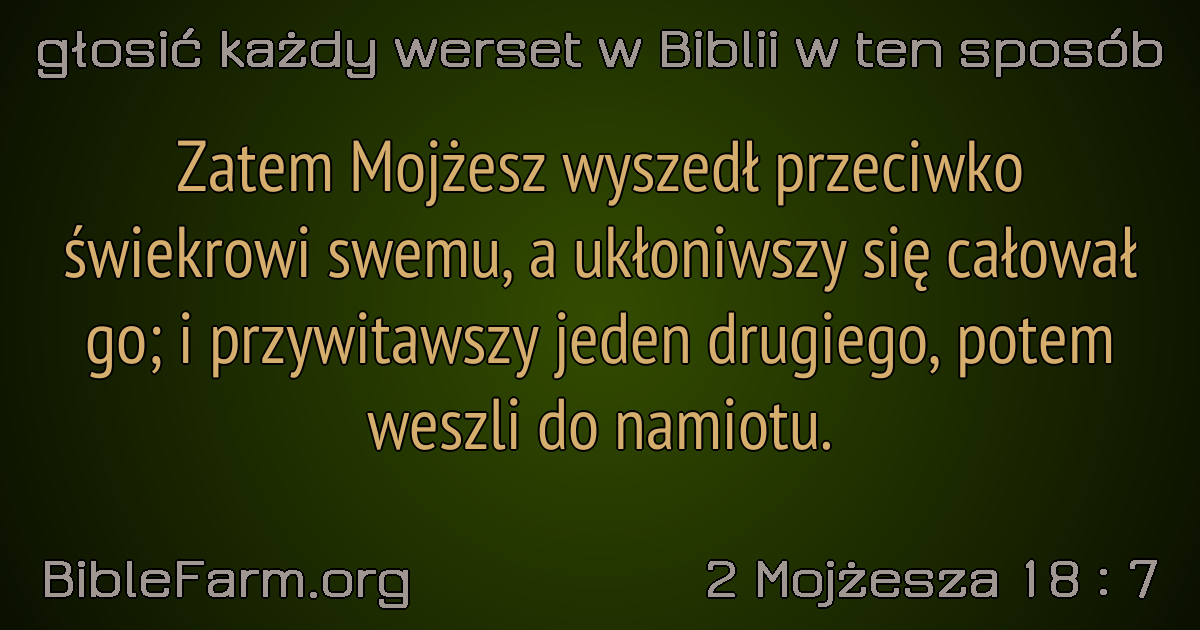 głosić każdy werset w Biblii w ten sposób
Zatem Mojżesz wyszedł przeciwko
świekrowi swemu, a ukłoniwszy się całował
go; i przywitawszy jeden drugiego, potem
weszli do namiotu.
BibleFarm.org
2 Mojżesza 18 : 7